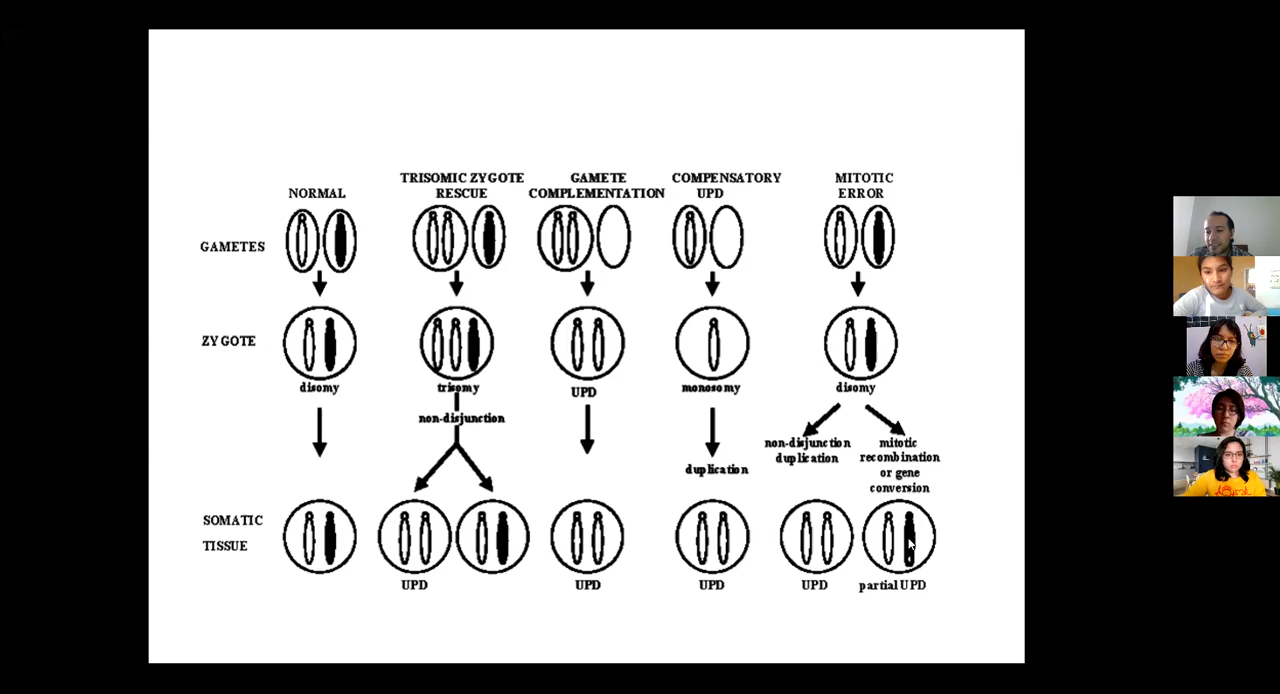 NORMAL
TRISOMIC ZYGOTE
RESCUE
GAMETE
COMPLEMENTATION
COMPENSATORY
UPD
MITOTIC
ERROR
GAMETES
ZYGOTE
disomy
trisomy
UPD
monosomy
disomy
non-disjunction
duplication
non-disjunction
duplication
mitotic
recombination
or gene
conversion
SOMATIC
TISSUE
UPD
UPD
UPD
UPD
partial UPD